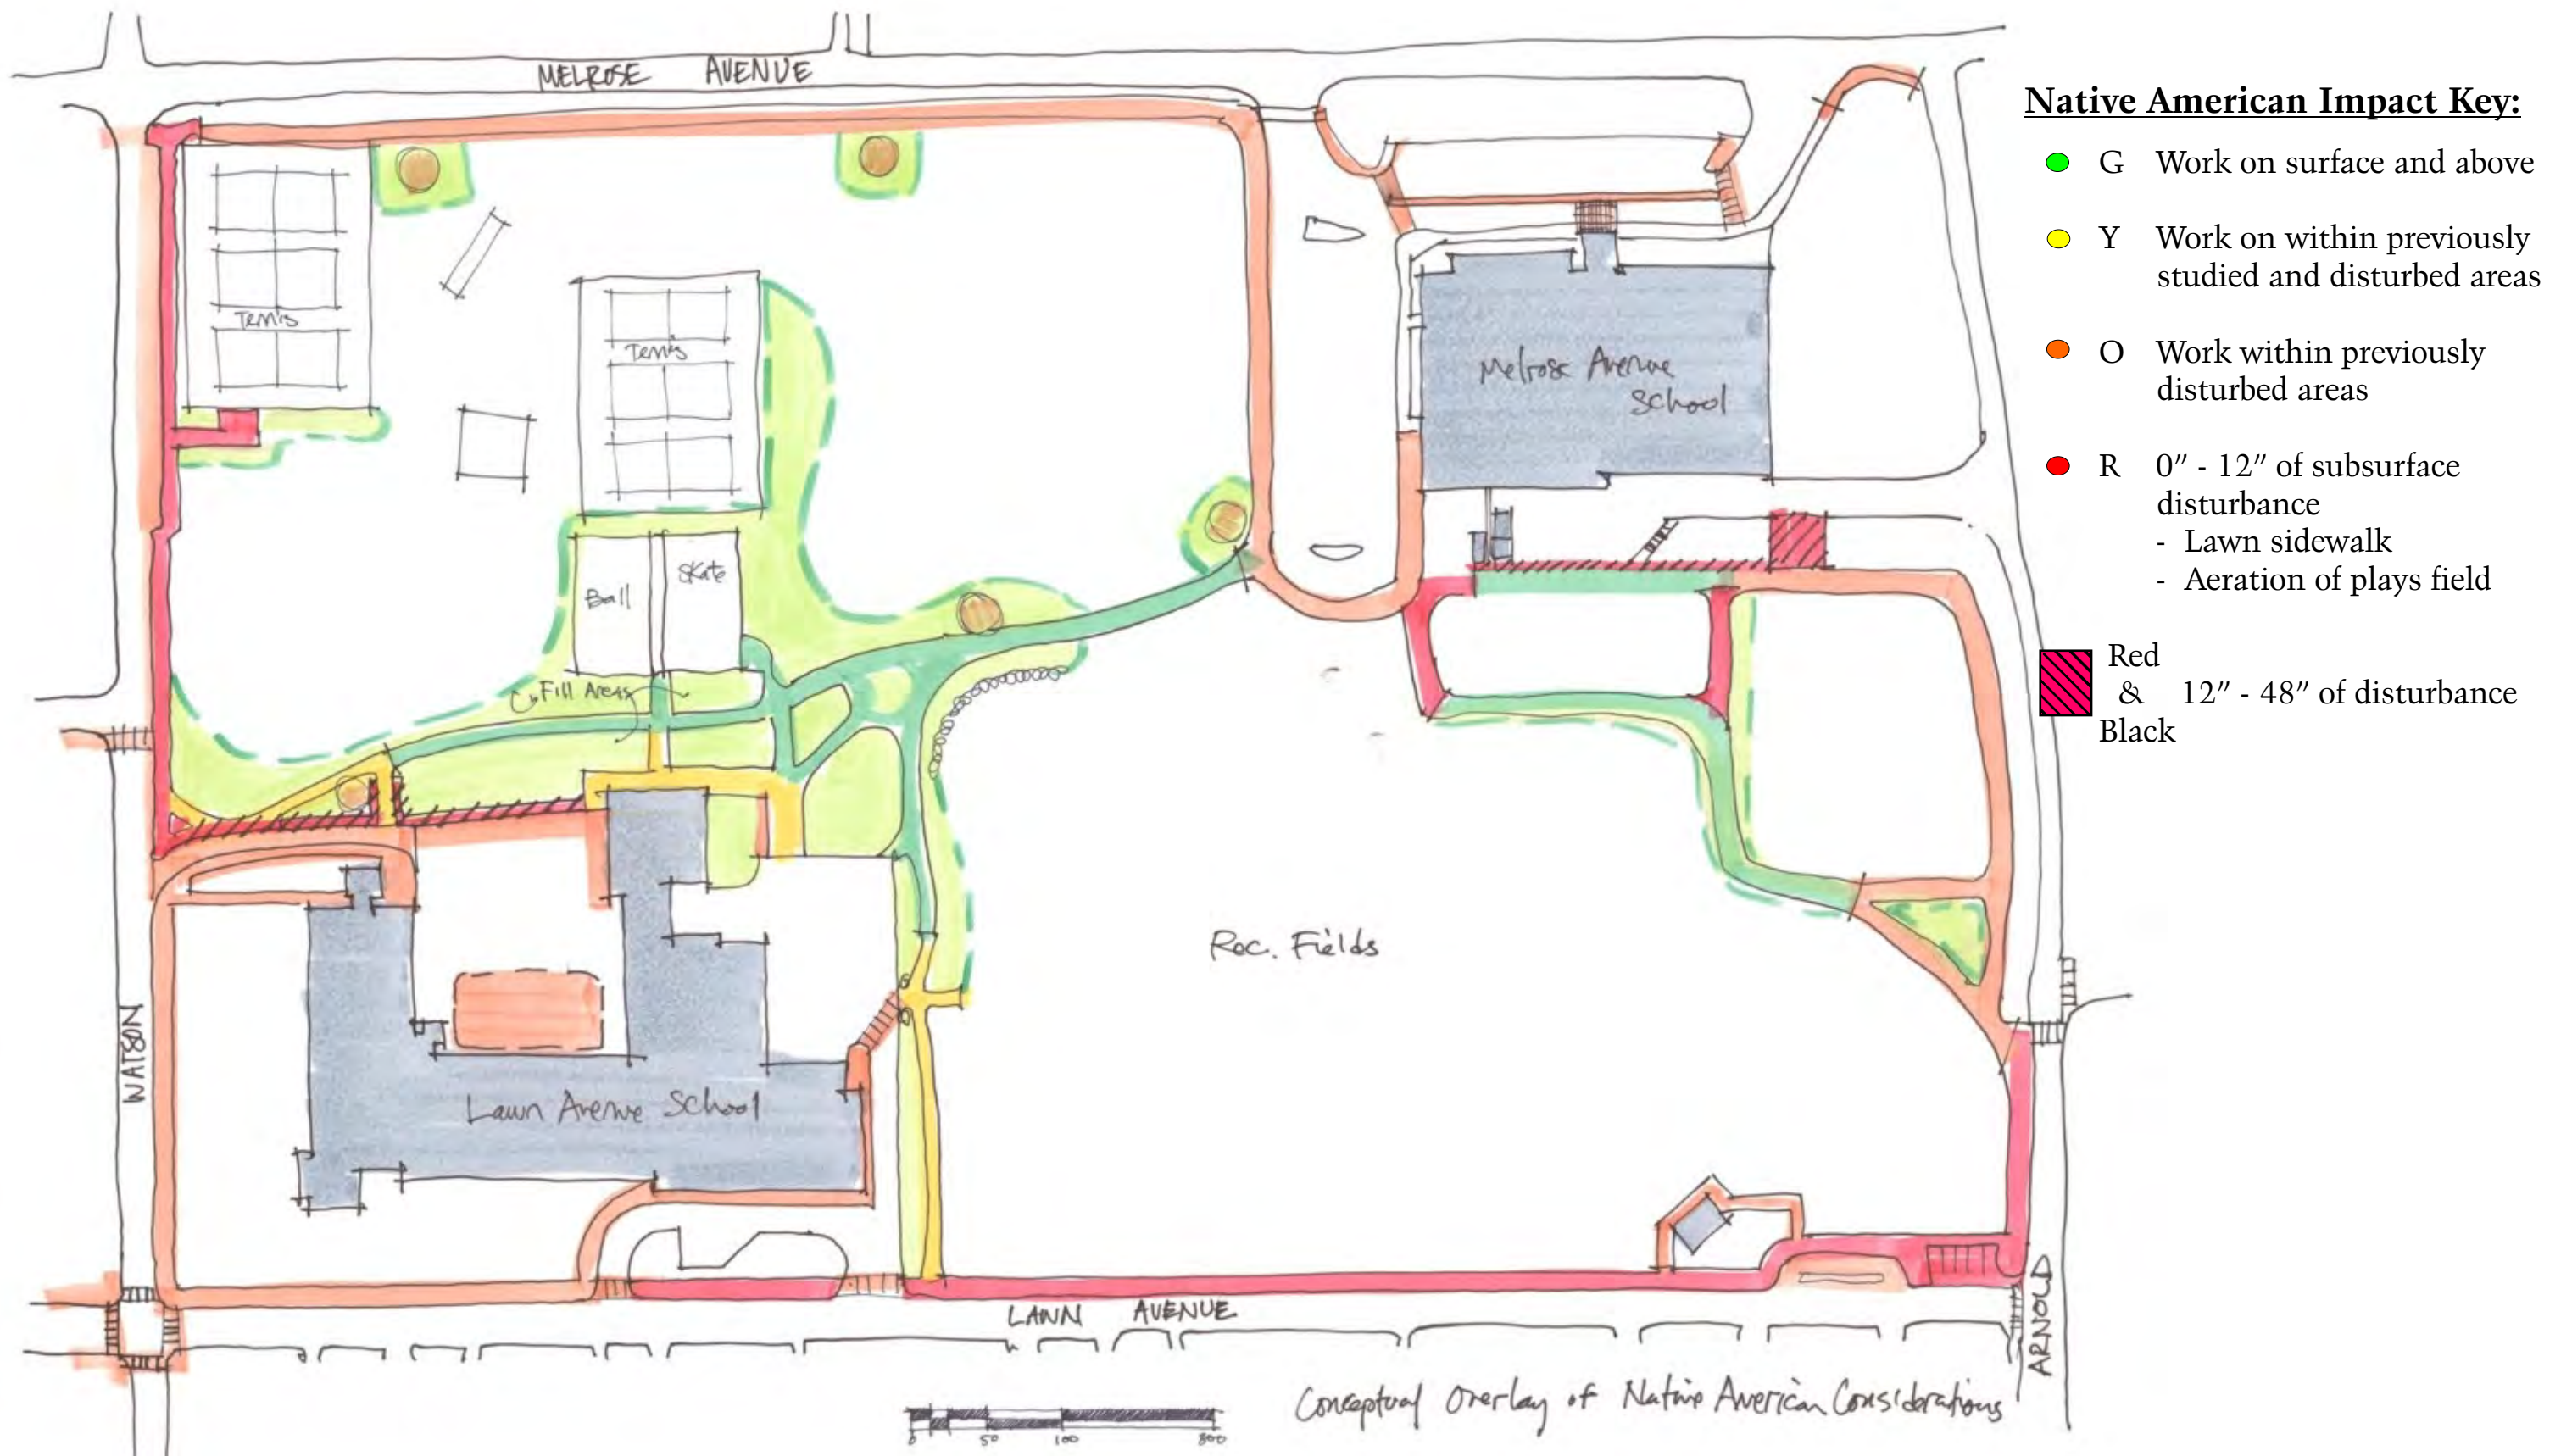 MELROSE AVENUE
Native American Impact Key:
G Work on surface and above
Y Work on within previously
studied and disturbed areas
O Work within previously
disturbed areas
R 0″ - 12″ of subsurface
disturbance
- Lawn sidewalk
- Aeration of plays field
Red
& 12″ - 48″ of disturbance
Black
Tennis
Tennis
Melrose Avenue
School
Ball
Skate
Fill Areas
Rec. Fields
WATSON
Lawn Avenue School
LAWN AVENUE
ARNOLD
Conceptual Overlay of Native American Considerations
0 50 100 200